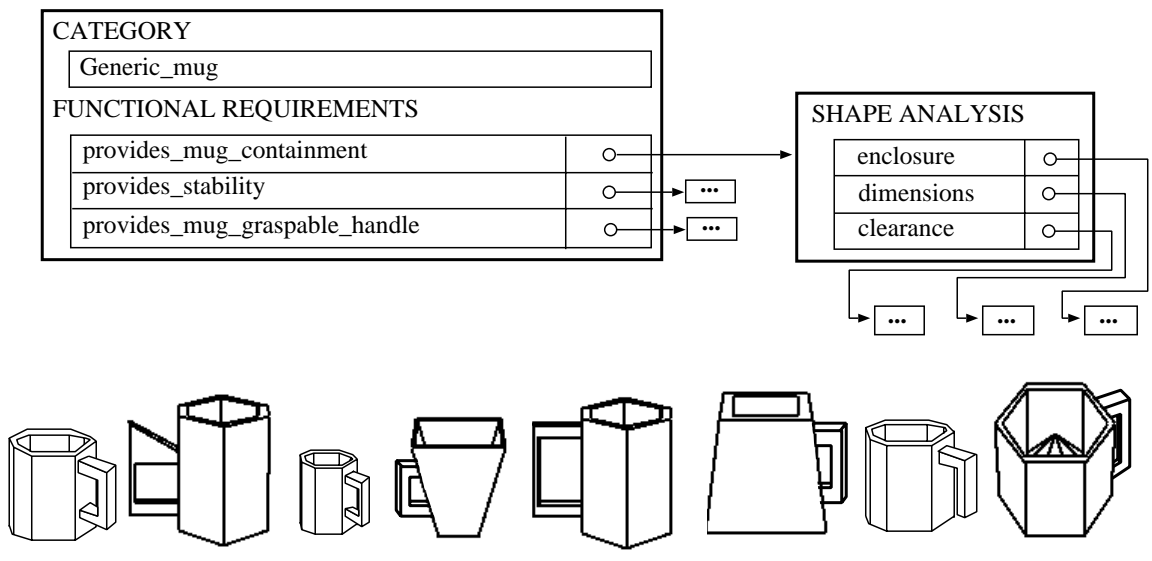 CATEGORY
Generic_mug
FUNCTIONAL REQUIREMENTS
provides_mug_containment
provides_stability
...
provides_mug_graspable_handle
...
SHAPE ANALYSIS
enclosure
dimensions
clearance
... ... ...